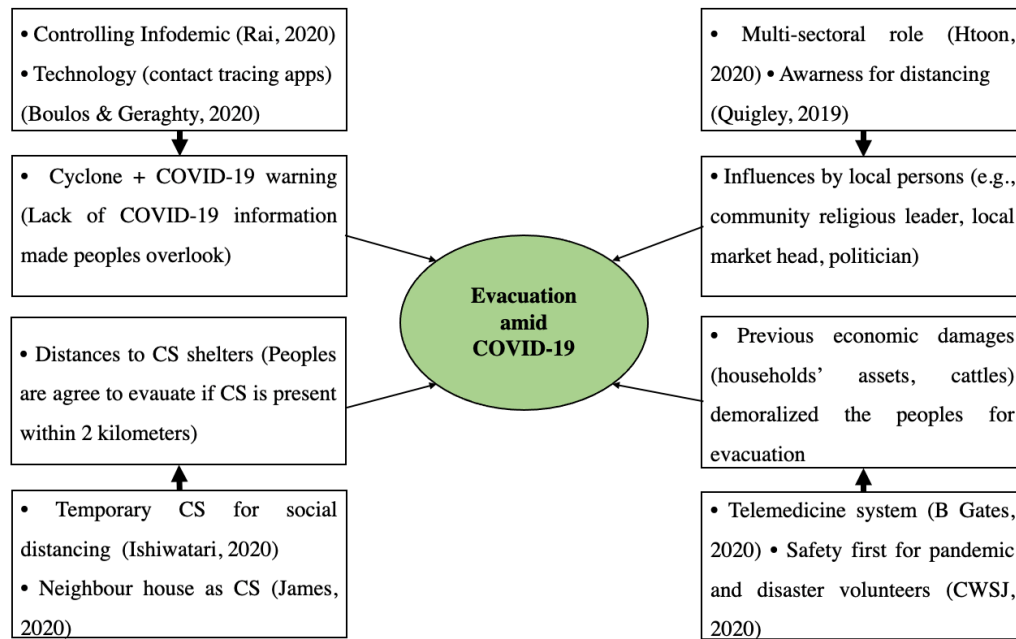 • Controlling Infodemic (Rai, 2020)
• Technology (contact tracing apps)
(Boulos & Geraghty, 2020)
• Cyclone + COVID-19 warning
(Lack of COVID-19 information
made peoples overlook)
• Distances to CS shelters (Peoples
are agree to evauate if CS is present
within 2 kilometers)
• Temporary CS for social
distancing (Ishiwatari, 2020)
• Neighbour house as CS (James,
2020)
Evacuation
amid
COVID-19
• Multi-sectoral role (Htoon,
2020) • Awarness for distancing
(Quigley, 2019)
• Influences by local persons (e.g.,
community religious leader, local
market head, politician)
• Previous economic damages
(households’ assets, cattles)
demoralized the peoples for
evacuation
• Telemedicine system (B Gates,
2020) • Safety first for pandemic
and disaster volunteers (CWSJ,
2020)